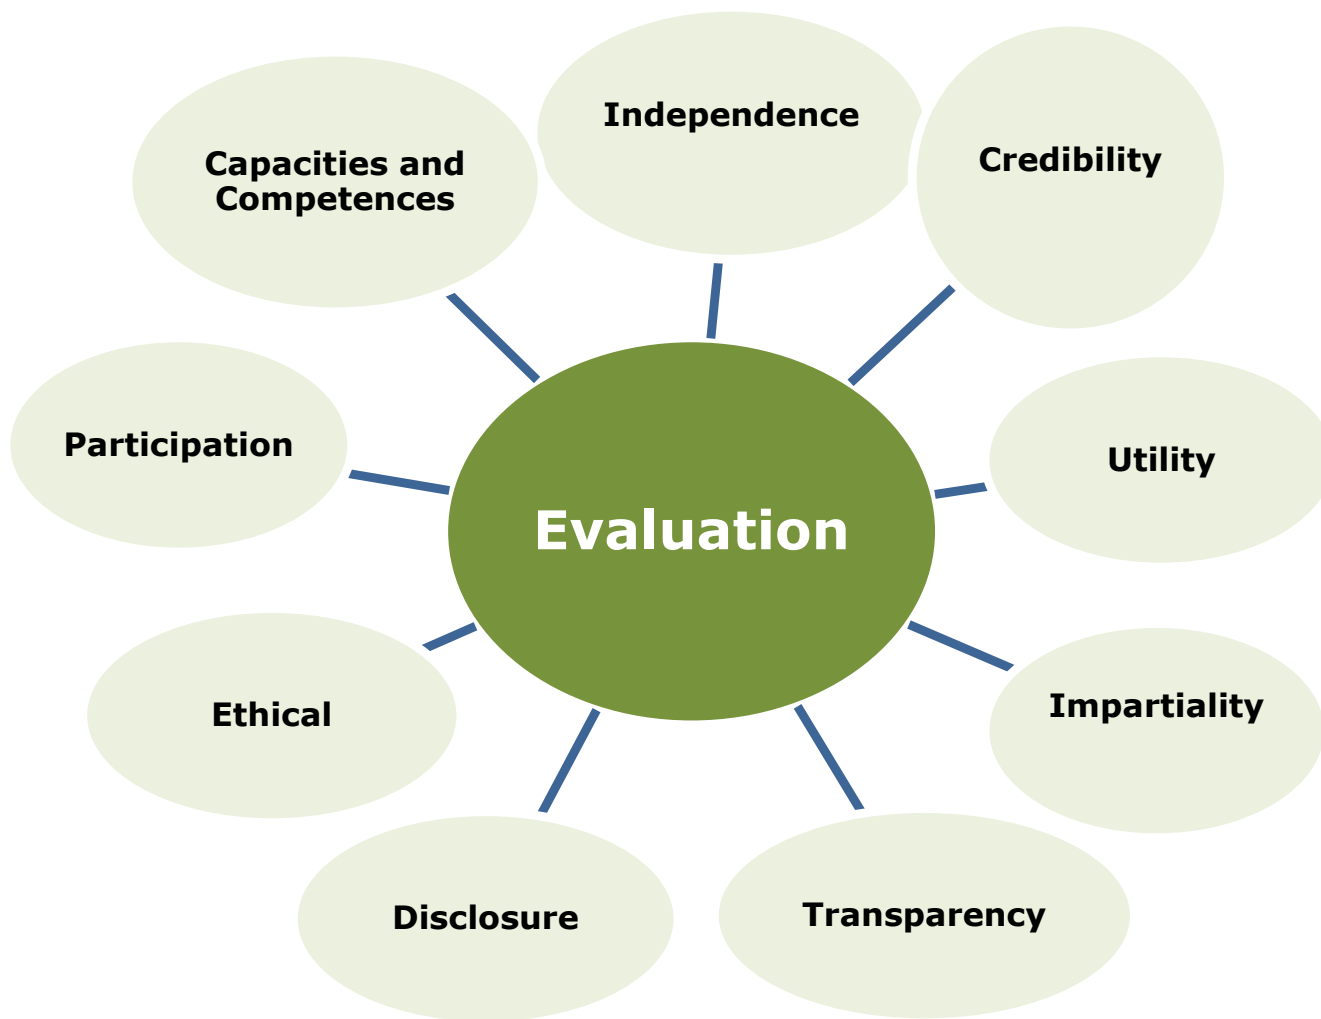 Independence
Credibility
Capacities and
Competences
Participation
Utility
Evaluation
Ethical
Impartiality
Disclosure
Transparency